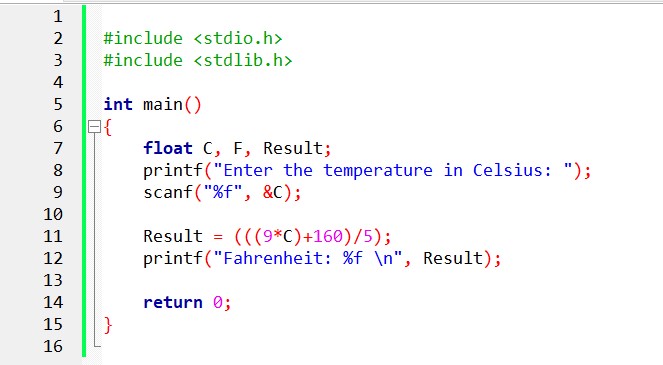 1
2 #include <stdio.h>
3 #include <stdlib.h>
4
5 int main()
6 {
7 float C, F, Result;
8 printf("Enter the temperature in Celsius: ");
9 scanf("%f", &C);
10
11 Result = (((9*C)+160)/5);
12 printf("Fahrenheit: %f \n", Result);
13
14 return 0;
15 }
16